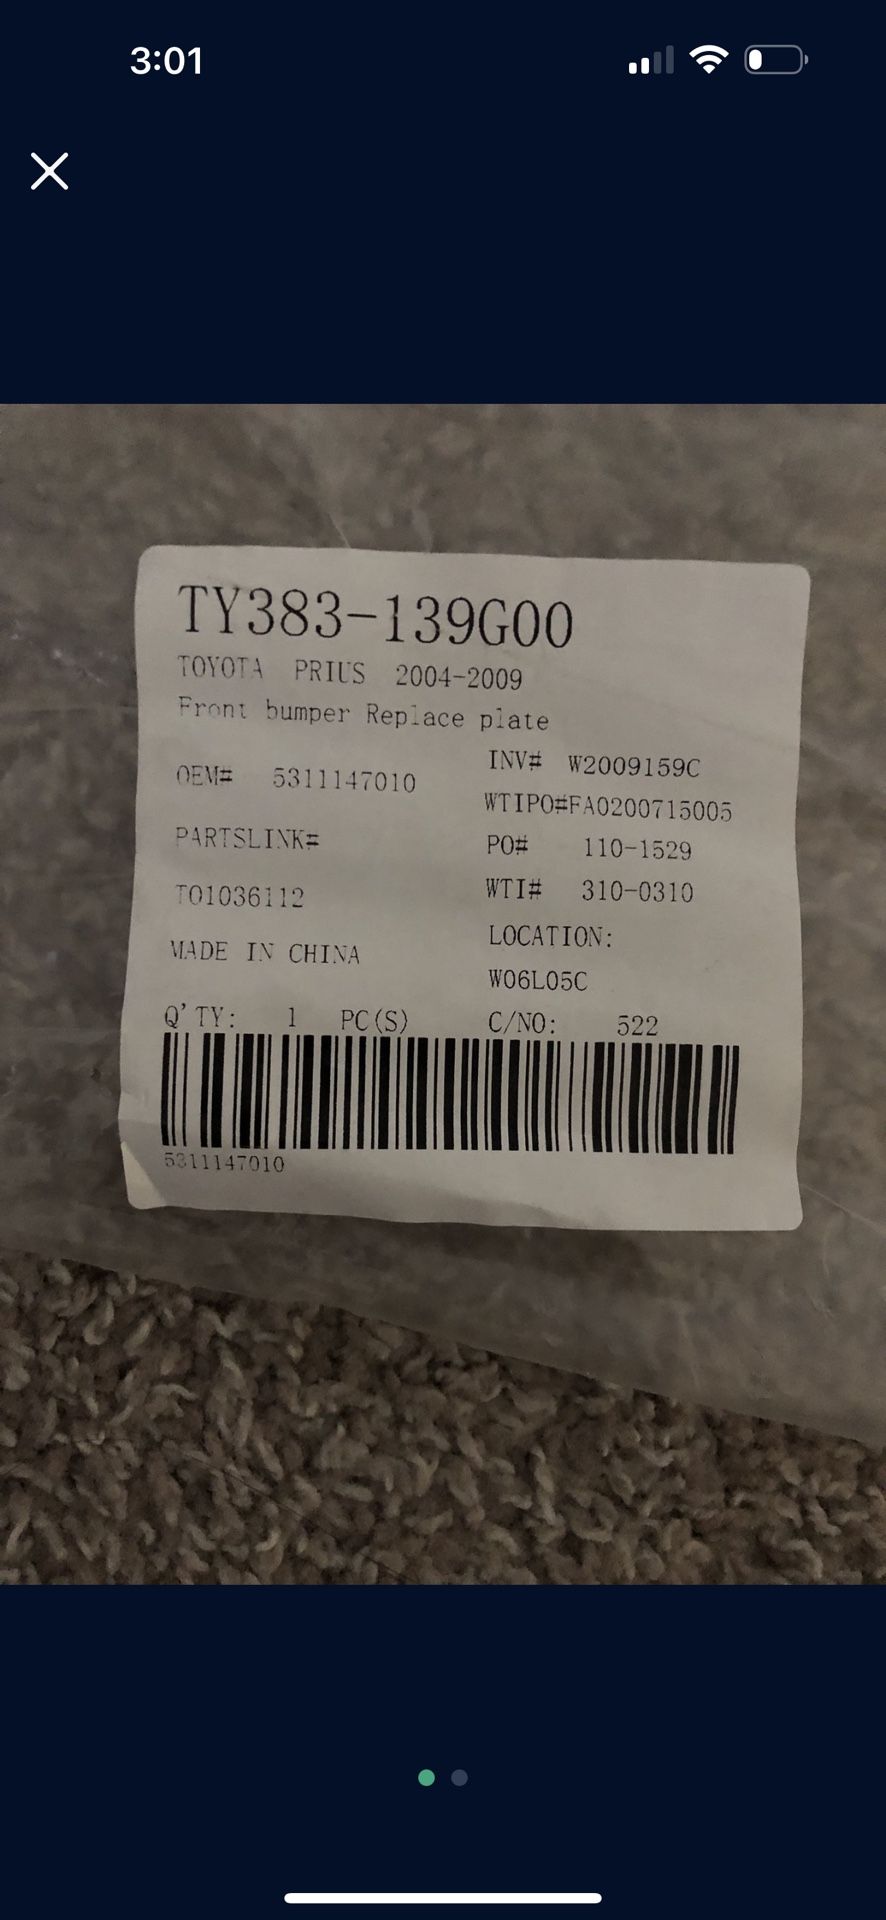 3:01
TY383-139G00
TOYOTA PRIUS 2004-2009
Front bumper Replace plate
OEM# 5311147010
INV# W2009159C
WTIPO#FA0200715005
PARTSLINK#
PO# 110-1529
TO1036112
WTI# 310-0310
MADE IN CHINA
LOCATION:
W06L05C
Q'TY: 1 PC(S)
C/NO: 522
5311147010